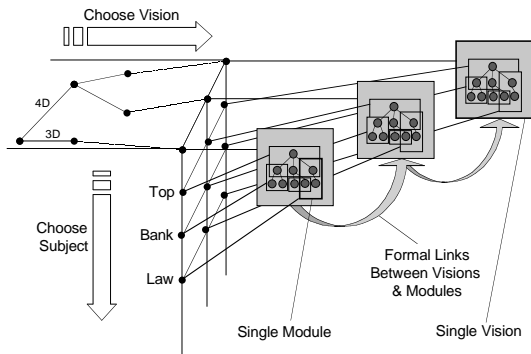 Choose Vision
4D
3D
Top
Choose
Subject
Bank
Law
Formal Links
Between Visions
& Modules
Single Module
Single Vision